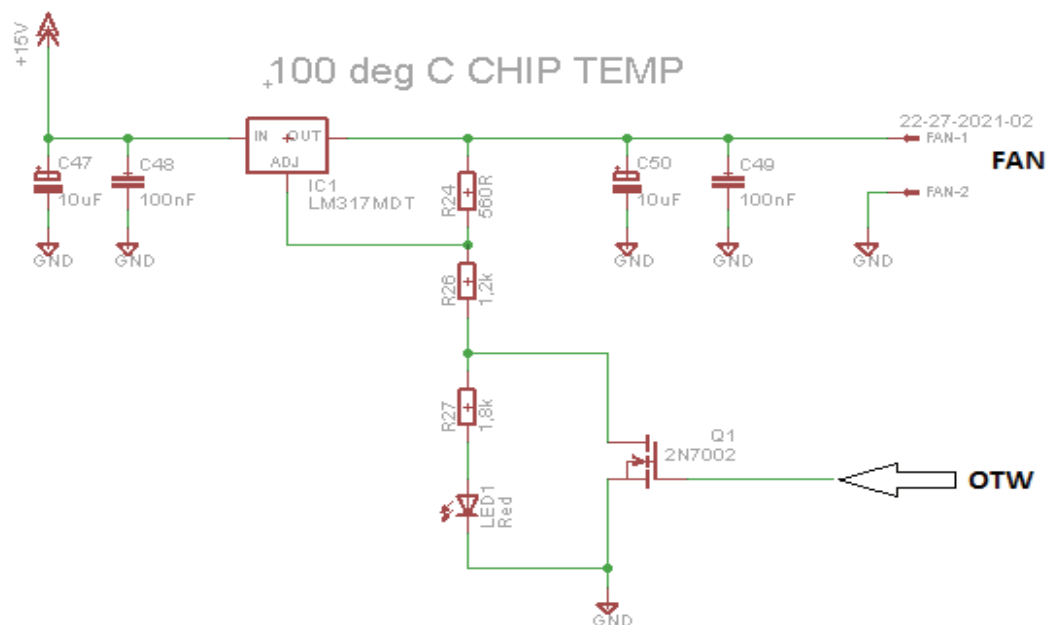 +15V
100 deg C CHIP TEMP
22-27-2021-02
IN
OUT
FAN-1
FAN
ADJ
C47
C48
C50
C49
IC1
LM317MDT
10uF
100nF
R24
560R
10uF
100nF
FAN-2
GND
GND
GND
GND
GND
R26
1,2k
R27
1,8k
Q1
2N7002
OTW
LED1
Red
GND